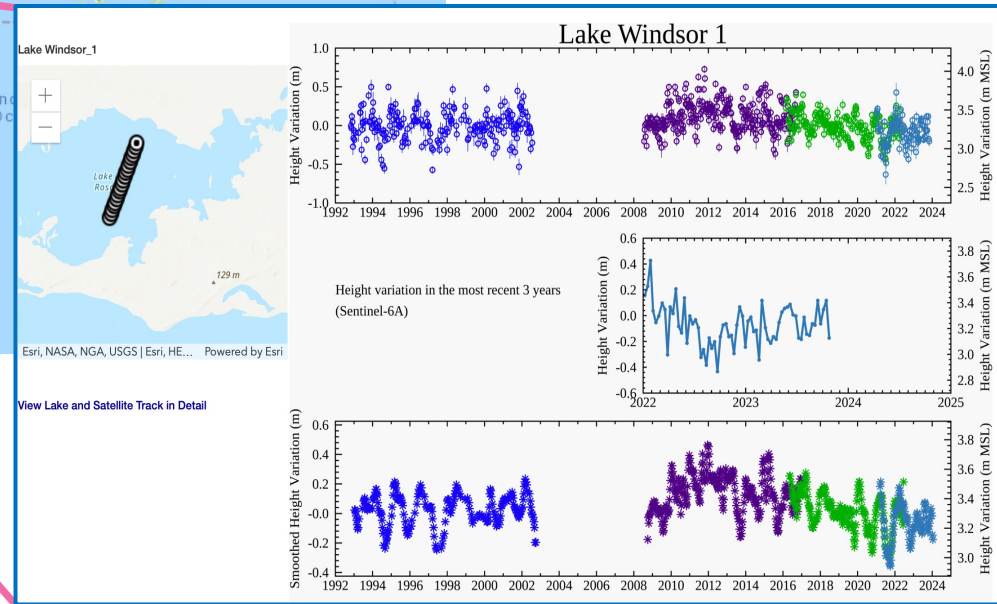 Lake Windsor_1
+
−
Lake
Rosa
129 m
Esri, NASA, NGA, USGS | Esri, HE... Powered by Esri
View Lake and Satellite Track in Detail
Lake Windsor 1
Height Variation (m)
1.0
0.5
0.0
-0.5
-1.0
1992 1994 1996 1998 2000 2002 2004 2006 2008 2010 2012 2014 2016 2018 2020 2022 2024
4.0
3.5
3.0
2.5
Height Variation (m MSL)
Height variation in the most recent 3 years
(Sentinel-6A)
Height Variation (m)
0.6
0.4
0.2
0.0
-0.2
-0.4
-0.6
2022 2023 2024 2025
3.8
3.6
3.4
3.2
3.0
2.8
Height Variation (m MSL)
Smoothed Height Variation (m)
0.6
0.4
0.2
-0.0
-0.2
-0.4
1992 1994 1996 1998 2000 2002 2004 2006 2008 2010 2012 2014 2016 2018 2020 2022 2024
3.8
3.6
3.4
3.2
3.0
Height Variation (m MSL)